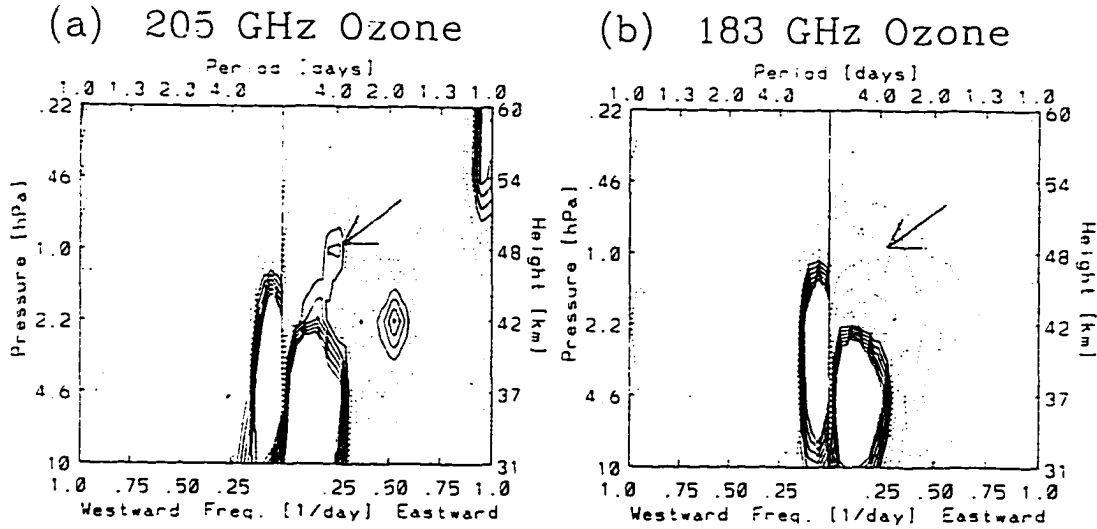 (a) 205 GHz Ozone
Period [days]
1.0 1.3 2.0 4.0 4.0 2.0 1.0
.22
46
1.0
2.2
4 6
10
Pressure [hPa]
60
54
48
42
37
31
Height [km]
1.0 .75 .50 .25 .25 .50 .75 1.0
Westward Freq. [1/day] Eastward
(b) 183 GHz Ozone
Period [days]
1.0 1.3 2.0 4.0 4.0 2.0 1.0
.22
.46
1.0
2.2
4.6
10
Pressure [hPa]
60
54
48
42
37
31
Height [km]
1.0 .75 .50 .25 .25 .50 .75 1.0
Westward Freq. [1/day] Eastward